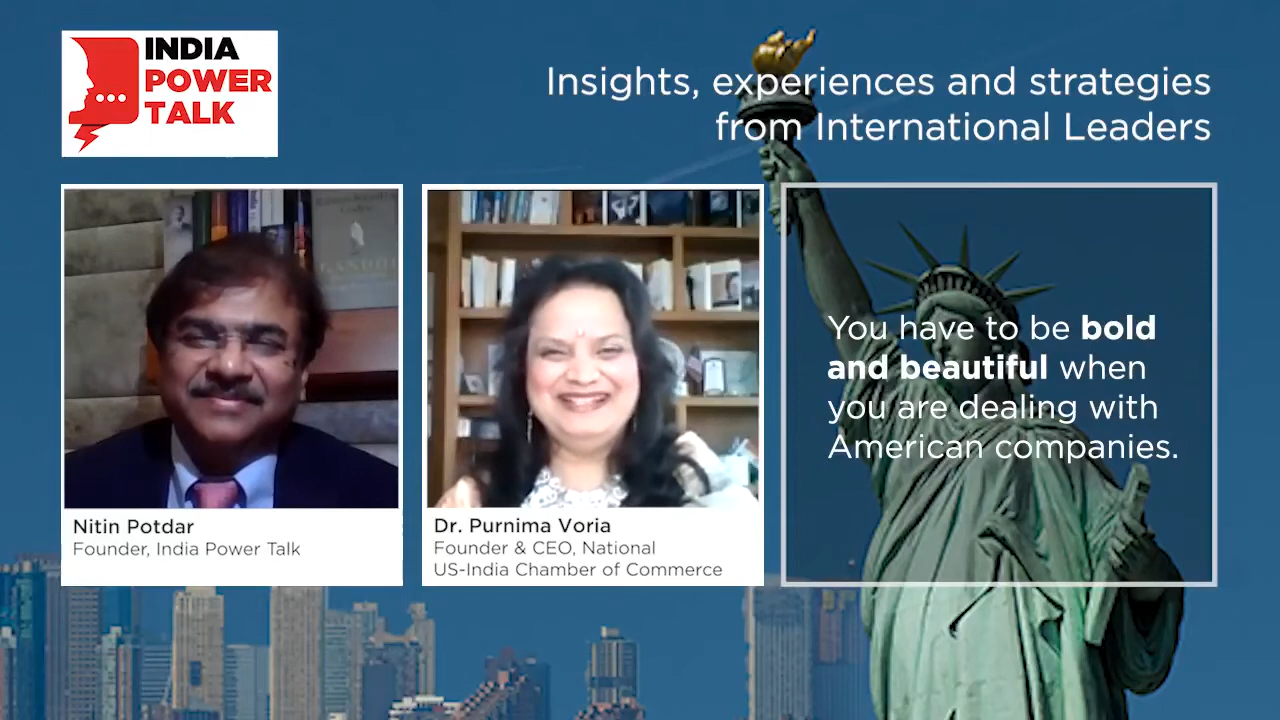 INDIA
POWER
TALK
Insights, experiences and strategies
from International Leaders
GANDHI
You have to be bold
and beautiful when
you are dealing with
American companies.
Nitin Potdar
Founder, India Power Talk
Dr. Purnima Voria
Founder & CEO, National
US-India Chamber of Commerce